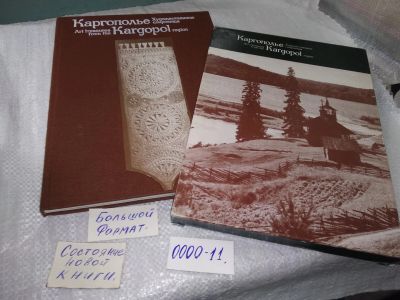 Каргополье Художественные сокровища
Art treasures from the Kargopol region
Каргополье
Kargopol
БОЛЬШОЙ
ФОРМАТ.
СОСТОЯНИЕ
НОВОЙ
КНИГИ.
0000-11.